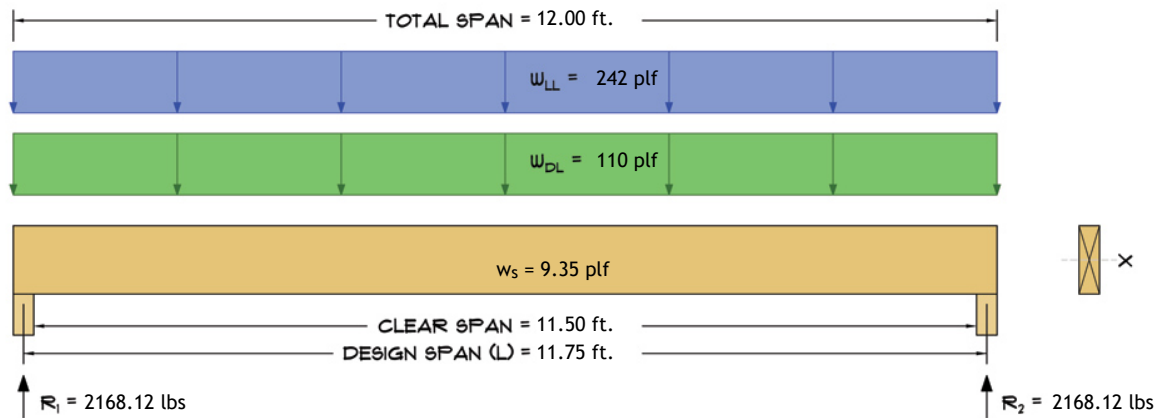 TOTAL SPAN = 12.00 ft.
WLL = 242 plf
WDL = 110 plf
ws = 9.35 plf
X
CLEAR SPAN = 11.50 ft.
DESIGN SPAN (L) = 11.75 ft.
R1 = 2168.12 lbs
R2 = 2168.12 lbs